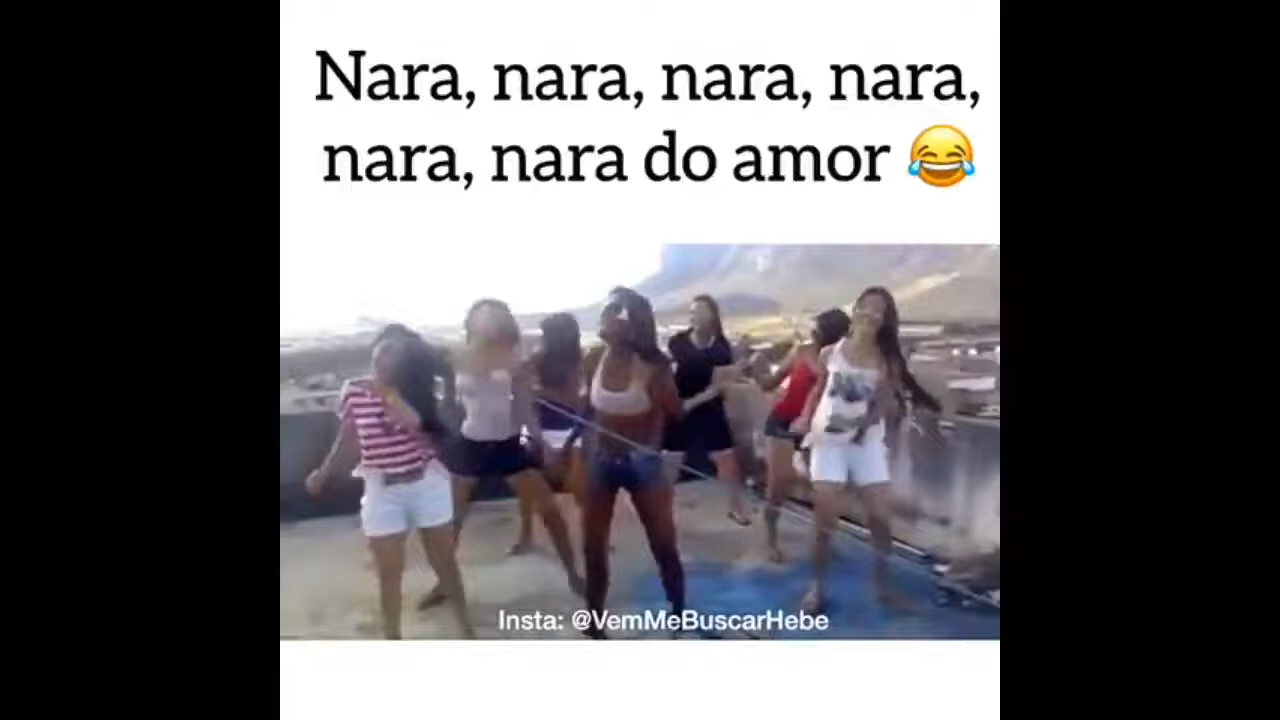 Nara, nara, nara, nara,
nara, nara do amor 😂
Insta: @VemMeBuscarHebe